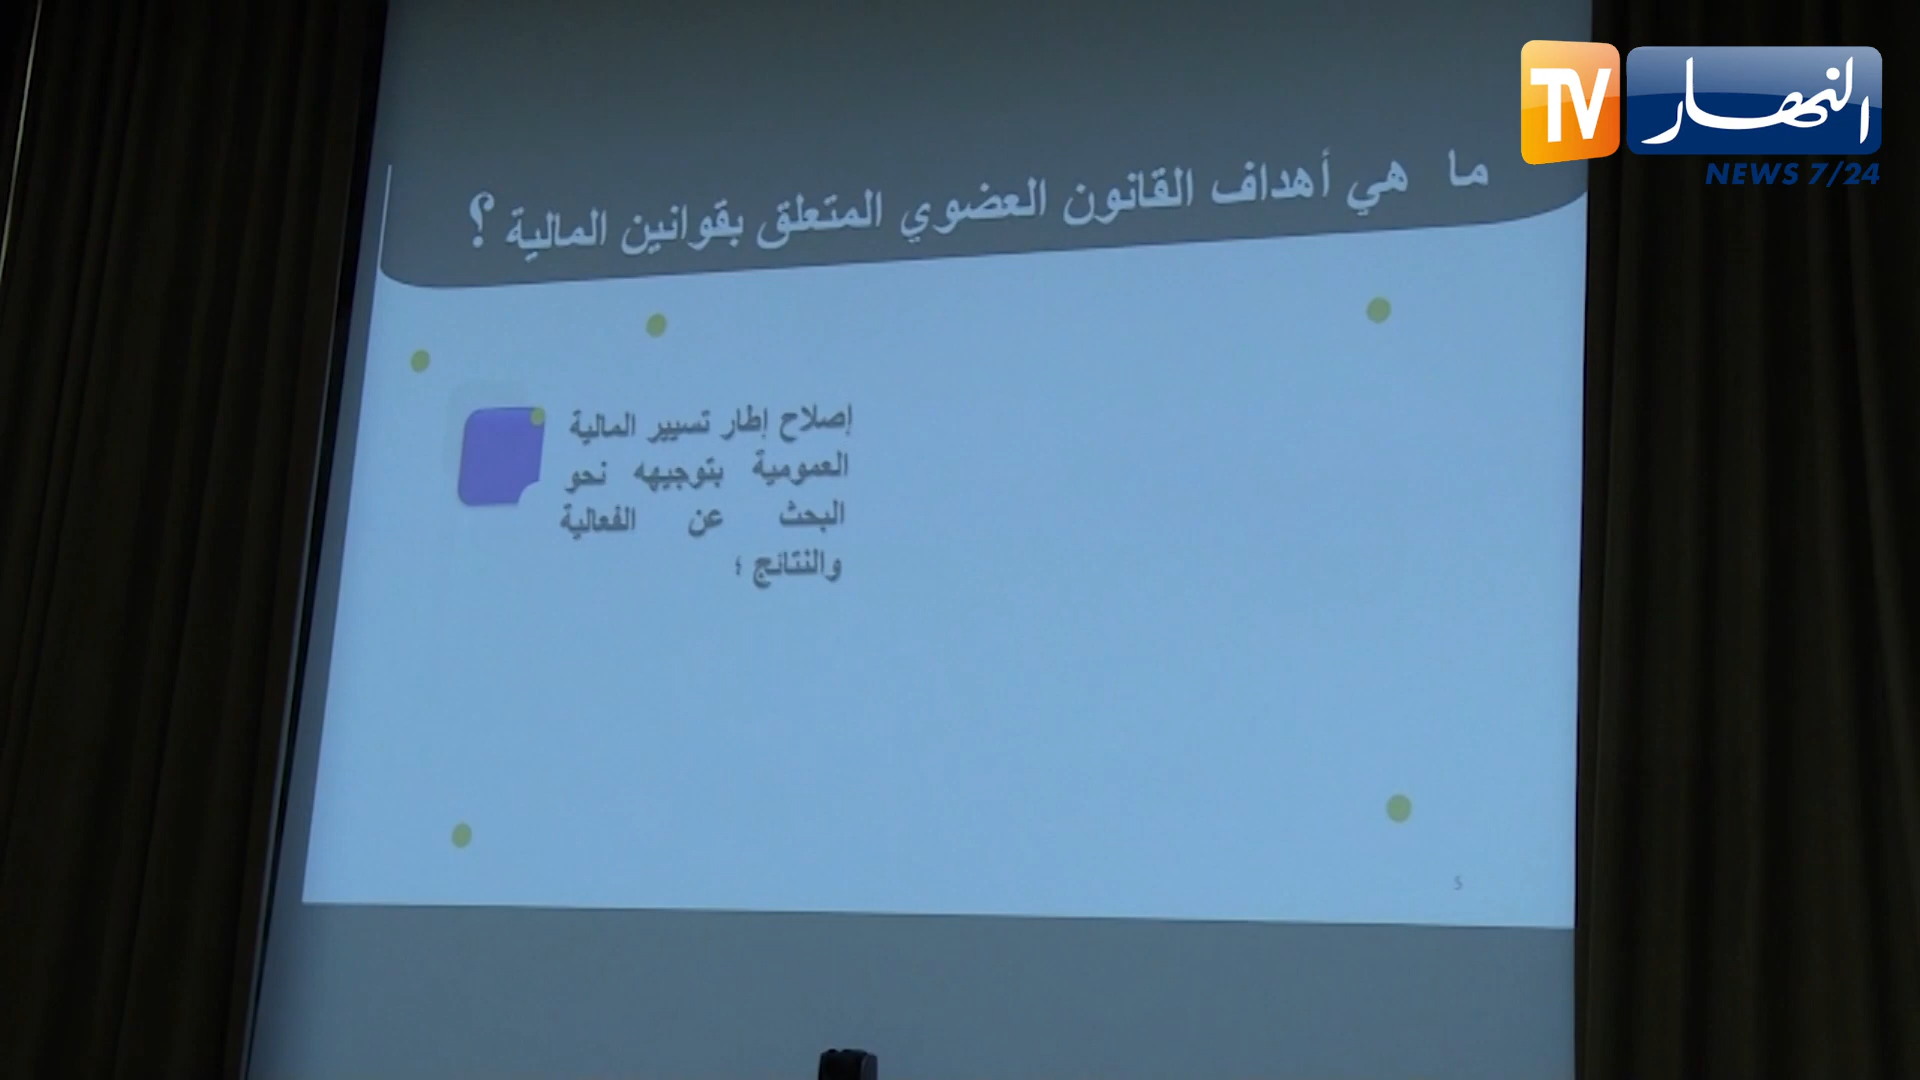 TV النهار
NEWS 7/24
ما هي أهداف القانون العضوي المتعلق بقوانين المالية ؟
إصلاح إطار تسيير المالية
العمومية بتوجيهه نحو
البحث عن الفعالية
والنتائج ؛
5